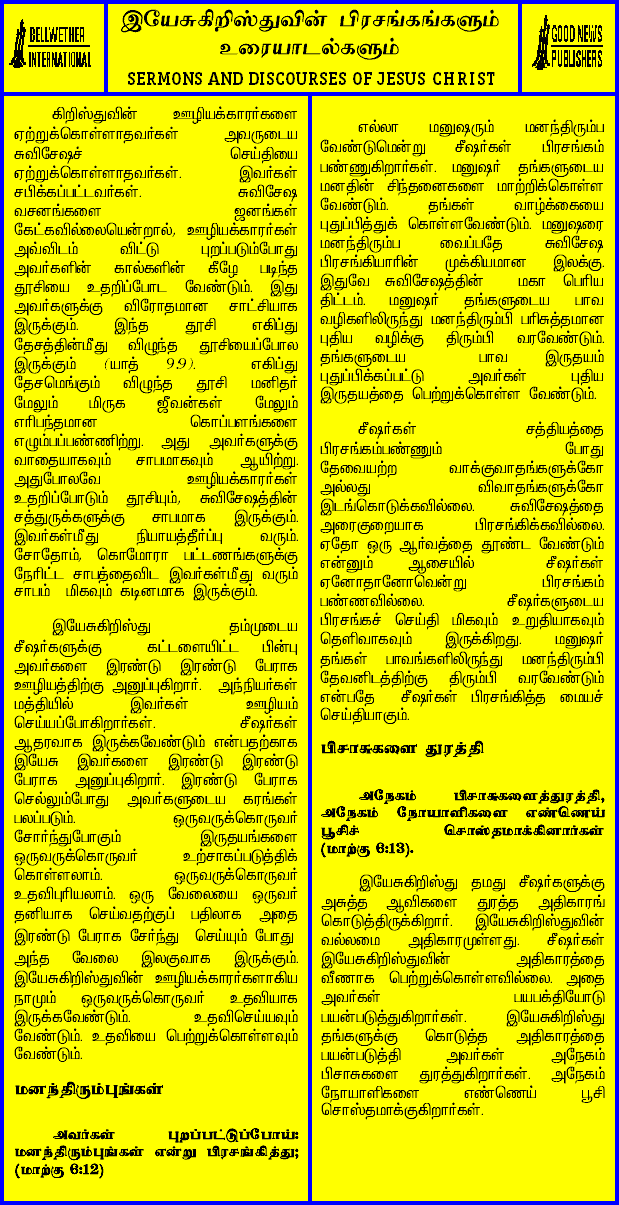 BELLWETHER
INTERNATIONAL
இயேசுகிறிஸ்துவின் பிரசங்கங்களும்
உரையாடல்களும்
SERMONS AND DISCOURSES OF JESUS CHRIST
GOOD NEWS
PUBLISHERS
கிறிஸ்துவின் ஊழியக்காரர்களை
ஏற்றுக்கொள்ளாதவர்கள் அவருடைய
சுவிசேஷச் செய்தியை
ஏற்றுக்கொள்ளாதவர்கள். இவர்கள்
சபிக்கப்பட்டவர்கள். சுவிசேஷ
வசனங்களை ஜனங்கள்
கேட்கவில்லையென்றால், ஊழியக்காரர்கள்
அவ்விடம் விட்டு புறப்படும்போது
அவர்களின் கால்களின் கீழே படிந்த
தூசியை உதறிப்போட வேண்டும். இது
அவர்களுக்கு விரோதமான சாட்சியாக
இருக்கும். இந்த தூசி எகிப்து
தேசத்தின்மீது விழுந்த தூசியைப்போல
இருக்கும் (யாத் 9:9). எகிப்து
தேசமெங்கும் விழுந்த தூசி மனிதர்
மேலும் மிருக ஜீவன்கள் மேலும்
எரிபந்தமான கொப்பளங்களை
எழும்பப்பண்ணிற்று. அது அவர்களுக்கு
வாதையாகவும் சாபமாகவும் ஆயிற்று.
அதுபோலவே ஊழியக்காரர்கள்
உதறிப்போடும் தூசியும், சுவிசேஷத்தின்
சத்துருக்களுக்கு சாபமாக இருக்கும்.
இவர்கள்மீது நியாயத்தீர்ப்பு வரும்.
சோதோம், கொமோரா பட்டணங்களுக்கு
நேரிட்ட சாபத்தைவிட இவர்கள்மீது வரும்
சாபம் மிகவும் கடினமாக இருக்கும்.
இயேசுகிறிஸ்து தம்முடைய
சீஷர்களுக்கு கட்டளையிட்ட பின்பு
அவர்களை இரண்டு இரண்டு பேராக
ஊழியத்திற்கு அனுப்புகிறார். அந்நியர்கள்
மத்தியில் இவர்கள் ஊழியம்
செய்யப்போகிறார்கள். சீஷர்கள்
ஆதரவாக இருக்கவேண்டும் என்பதற்காக
இயேசு இவர்களை இரண்டு இரண்டு
பேராக அனுப்புகிறார். இரண்டு பேராக
செல்லும்போது அவர்களுடைய கரங்கள்
பலப்படும். ஒருவருக்கொருவர்
சோர்ந்துபோகும் இருதயங்களை
ஒருவருக்கொருவர் உற்சாகப்படுத்திக்
கொள்ளலாம். ஒருவருக்கொருவர்
உதவிபுரியலாம். ஒரு வேலையை ஒருவர்
தனியாக செய்வதற்குப் பதிலாக அதை
இரண்டு பேராக சேர்ந்து செய்யும் போது
அந்த வேலை இலகுவாக இருக்கும்.
இயேசுகிறிஸ்துவின் ஊழியக்காரர்களாகிய
நாமும் ஒருவருக்கொருவர் உதவியாக
இருக்கவேண்டும். உதவிசெய்யவும்
வேண்டும். உதவியை பெற்றுக்கொள்ளவும்
வேண்டும்.
மனந்திரும்புங்கள்
அவர்கள் புறப்பட்டுப்போய்:
மனந்திரும்புங்கள் என்று பிரசங்கித்து;
(மாற்கு 6:12)
எல்லா மனுஷரும் மனந்திரும்ப
வேண்டுமென்று சீஷர்கள் பிரசங்கம்
பண்ணுகிறார்கள். மனுஷர் தங்களுடைய
மனதின் சிந்தனைகளை மாற்றிக்கொள்ள
வேண்டும். தங்கள் வாழ்க்கையை
புதுப்பித்துக் கொள்ளவேண்டும். மனுஷரை
மனந்திரும்ப வைப்பதே சுவிசேஷ
பிரசங்கியாரின் முக்கியமான இலக்கு.
இதுவே சுவிசேஷத்தின் மகா பெரிய
திட்டம். மனுஷர் தங்களுடைய பாவ
வழிகளிலிருந்து மனந்திரும்பி பரிசுத்தமான
புதிய வழிக்கு திரும்பி வரவேண்டும்.
தங்களுடைய பாவ இருதயம்
புதுப்பிக்கப்பட்டு அவர்கள் புதிய
இருதயத்தை பெற்றுக்கொள்ள வேண்டும்.
சீஷர்கள் சத்தியத்தை
பிரசங்கம்பண்ணும் போது
தேவையற்ற வாக்குவாதங்களுக்கோ
அல்லது விவாதங்களுக்கோ
இடங்கொடுக்கவில்லை. சுவிசேஷத்தை
அரைகுறையாக பிரசங்கிக்கவில்லை.
ஏதோ ஒரு ஆர்வத்தை தூண்ட வேண்டும்
என்னும் ஆசையில் சீஷர்கள்
ஏனோதானோவென்று பிரசங்கம்
பண்ணவில்லை. சீஷர்களுடைய
பிரசங்கச் செய்தி மிகவும் உறுதியாகவும்
தெளிவாகவும் இருக்கிறது. மனுஷர்
தங்கள் பாவங்களிலிருந்து மனந்திரும்பி
தேவனிடத்திற்கு திரும்பி வரவேண்டும்
என்பதே சீஷர்கள் பிரசங்கித்த மையச்
செய்தியாகும்.
பிசாசுகளை துரத்தி
அநேகம் பிசாசுகளைத்துரத்தி,
அநேகம் நோயாளிகளை எண்ணெய்
பூசிச் சொஸ்தமாக்கினார்கள்
(மாற்கு 6:13).
இயேசுகிறிஸ்து தமது சீஷர்களுக்கு
அசுத்த ஆவிகளை துரத்த அதிகாரங்
கொடுத்திருக்கிறார். இயேசுகிறிஸ்துவின்
வல்லமை அதிகாரமுள்ளது. சீஷர்கள்
இயேசுகிறிஸ்துவின் அதிகாரத்தை
வீணாக பெற்றுக்கொள்ளவில்லை. அதை
அவர்கள் பயபக்தியோடு
பயன்படுத்துகிறார்கள். இயேசுகிறிஸ்து
தங்களுக்கு கொடுத்த அதிகாரத்தை
பயன்படுத்தி அவர்கள் அநேகம்
பிசாசுகளை துரத்துகிறார்கள். அநேகம்
நோயாளிகளை எண்ணெய் பூசி
சொஸ்தமாக்குகிறார்கள்.